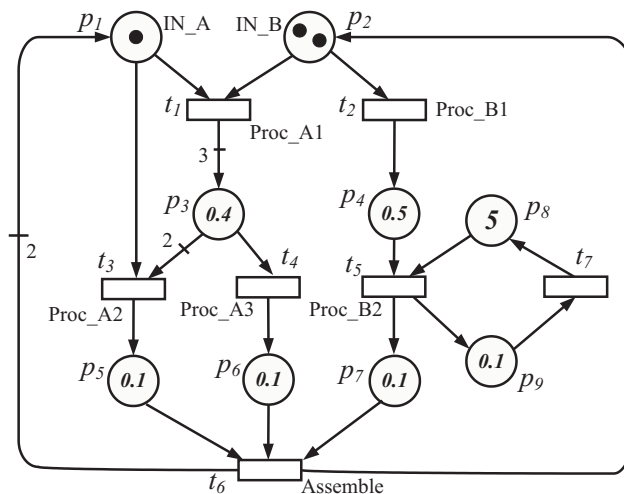 p1 IN_A IN_B p2
t1 Proc_A1 t2 Proc_B1
3
p3 0.4 p4 0.5 5 p8
2
2
t3 t4 t5 t7
Proc_A2 Proc_A3 Proc_B2
p5 0.1 p6 0.1 p7 0.1 0.1 p9
t6 Assemble